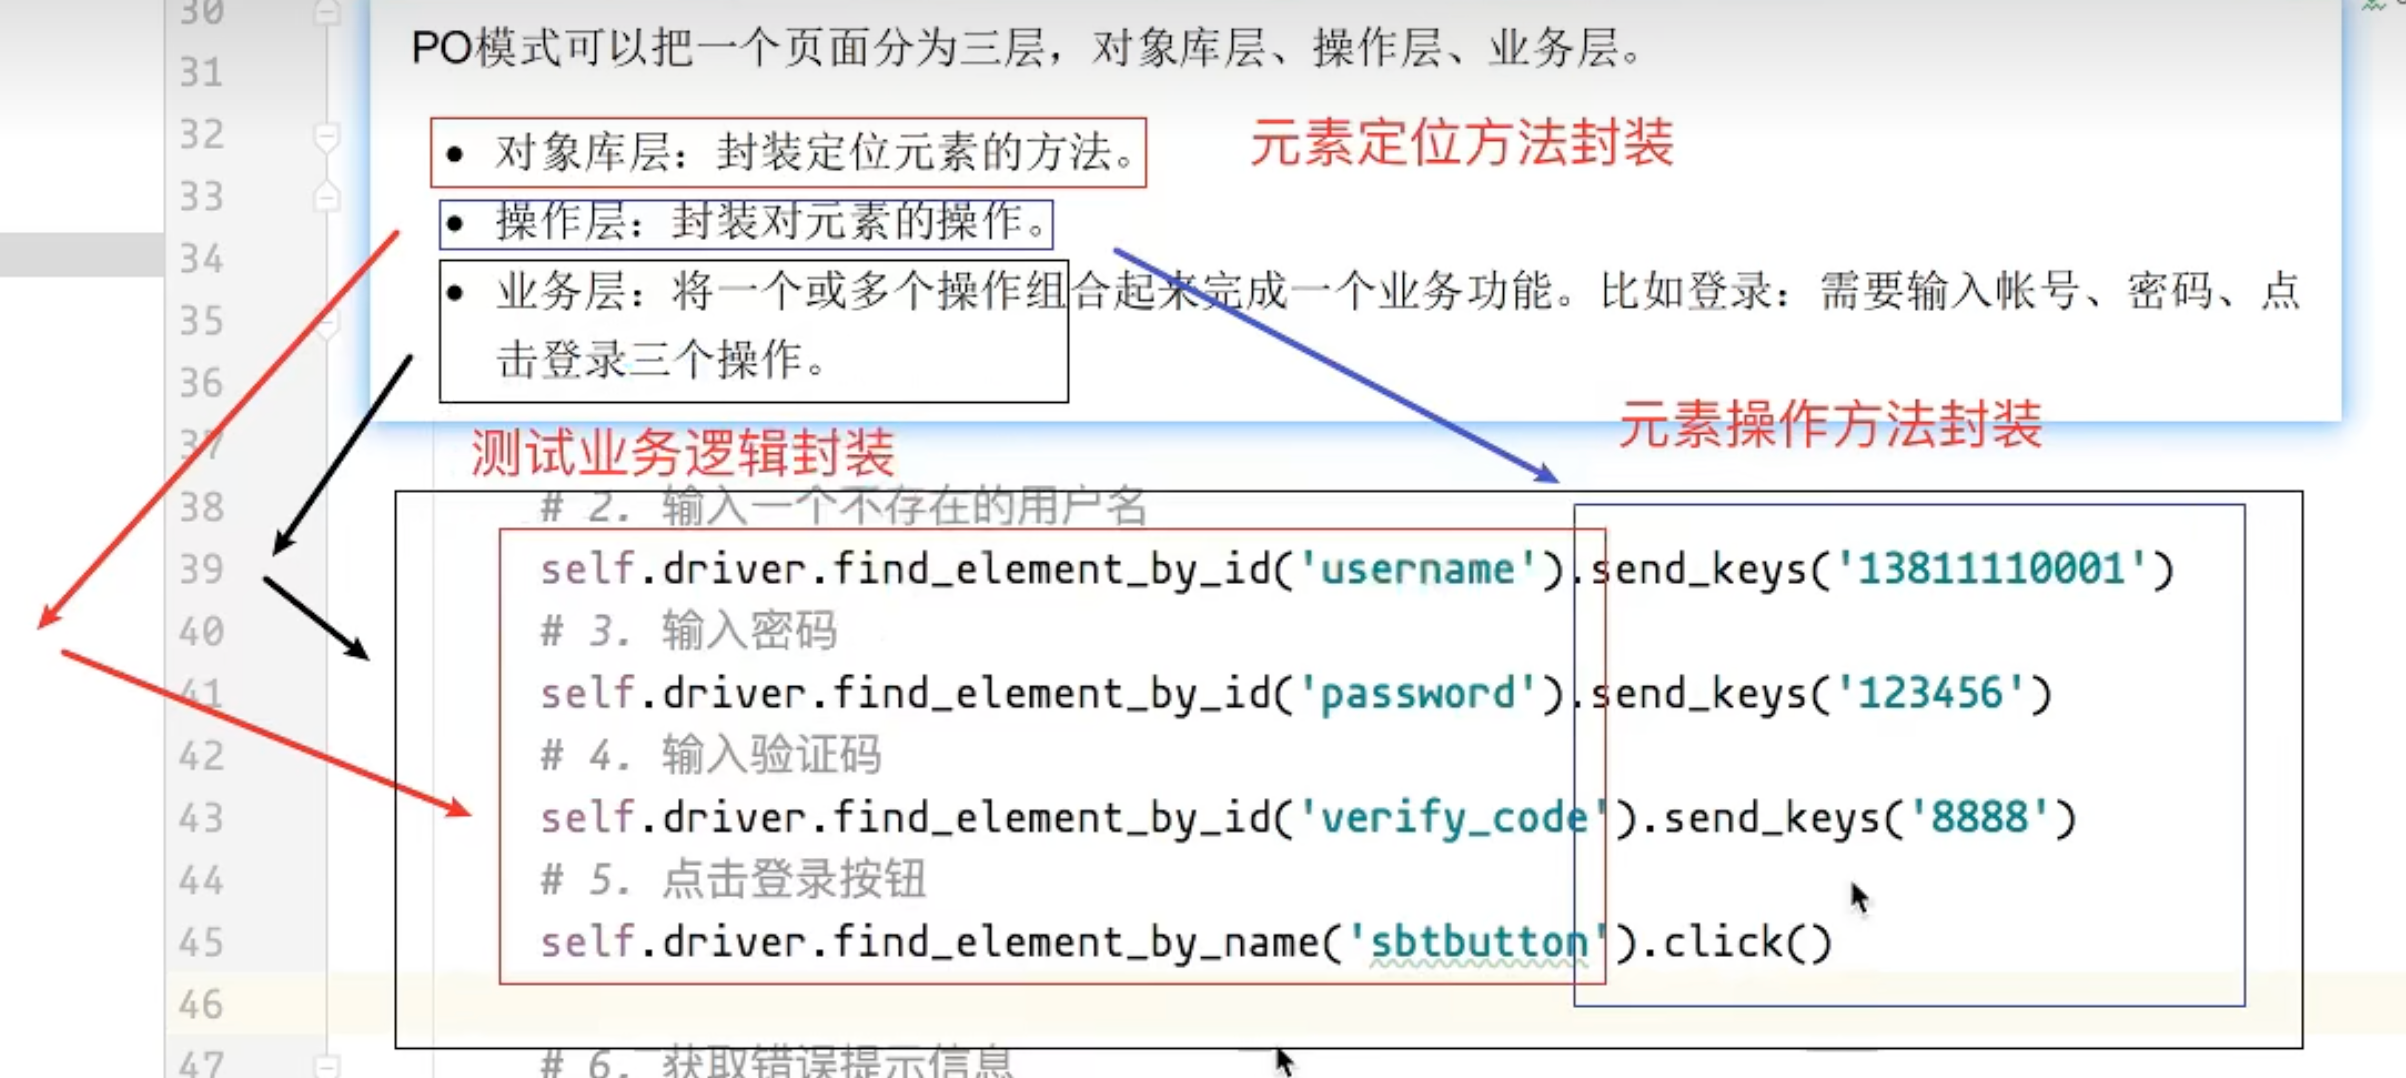 30
PO模式可以把一个页面分为三层，对象库层、操作层、业务层。
31
32
• 对象库层：封装定位元素的方法。
元素定位方法封装
33
• 操作层：封装对元素的操作。
34
• 业务层：将一个或多个操作组合起来完成一个业务功能。比如登录：需要输入帐号、密码、点
35
击登录三个操作。
36
元素操作方法封装
37
测试业务逻辑封装
38 # 2. 输入一个不存在的用户名
39 self.driver.find_element_by_id('username').send_keys('13811110001')
40 # 3. 输入密码
41 self.driver.find_element_by_id('password').send_keys('123456')
42 # 4. 输入验证码
43 self.driver.find_element_by_id('verify_code').send_keys('8888')
44 # 5. 点击登录按钮
45 self.driver.find_element_by_name('sbtbutton').click()
46
47 # 6. 获取错误提示信息